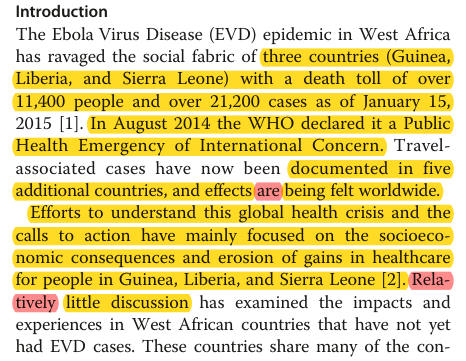 Introduction
The Ebola Virus Disease (EVD) epidemic in West Africa
has ravaged the social fabric of three countries (Guinea,
Liberia, and Sierra Leone) with a death toll of over
11,400 people and over 21,200 cases as of January 15,
2015 [1]. In August 2014 the WHO declared it a Public
Health Emergency of International Concern. Travel-
associated cases have now been documented in five
additional countries, and effects are being felt worldwide.
Efforts to understand this global health crisis and the
calls to action have mainly focused on the socioeco-
nomic consequences and erosion of gains in healthcare
for people in Guinea, Liberia, and Sierra Leone [2]. Rela-
tively little discussion has examined the impacts and
experiences in West African countries that have not yet
had EVD cases. These countries share many of the con-